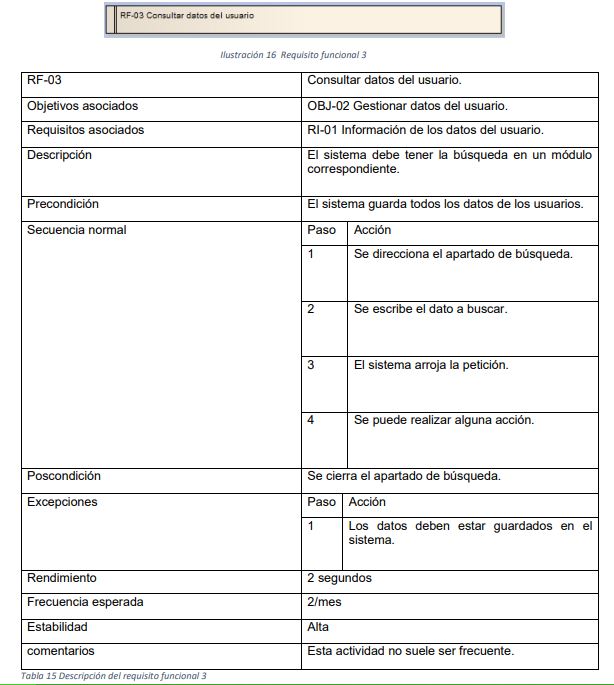 RF-03 Consultar datos del usuario
Ilustración 16 Requisito funcional 3
RF-03 Consultar datos del usuario.
Objetivos asociados OBJ-02 Gestionar datos del usuario.
Requisitos asociados RI-01 Información de los datos del usuario.
Descripción El sistema debe tener la búsqueda en un módulo
correspondiente.
Precondición El sistema guarda todos los datos de los usuarios.
Secuencia normal Paso Acción
1 Se direcciona el apartado de búsqueda.
2 Se escribe el dato a buscar.
3 El sistema arroja la petición.
4 Se puede realizar alguna acción.
Poscondición Se cierra el apartado de búsqueda.
Excepciones Paso Acción
1 Los datos deben estar guardados en el
sistema.
Rendimiento 2 segundos
Frecuencia esperada 2/mes
Estabilidad Alta
comentarios Esta actividad no suele ser frecuente.
Tabla 15 Descripción del requisito funcional 3